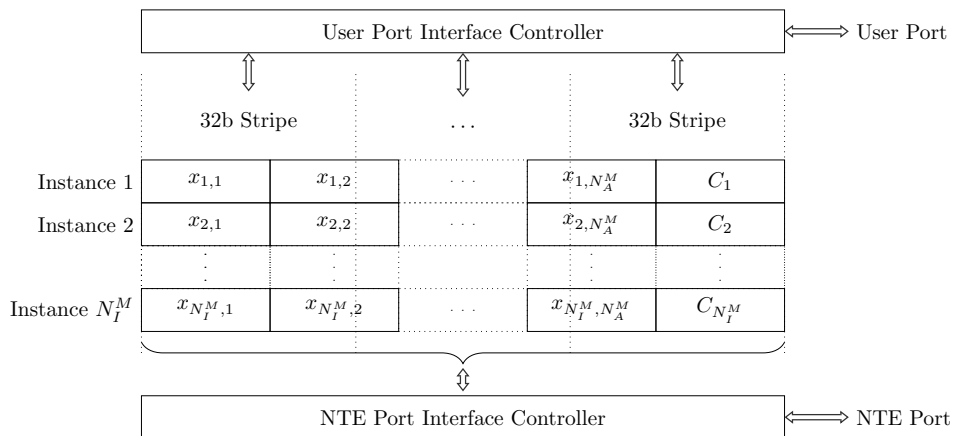 User Port Interface Controller
User Port
32b Stripe ... 32b Stripe
Instance 1 x_{1,1} x_{1,2} ... x_{1,N_A^M} C_1
Instance 2 x_{2,1} x_{2,2} ... x_{2,N_A^M} C_2
Instance N_I^M x_{N_I^M,1} x_{N_I^M,2} ... x_{N_I^M,N_A^M} C_{N_I^M}
NTE Port Interface Controller
NTE Port